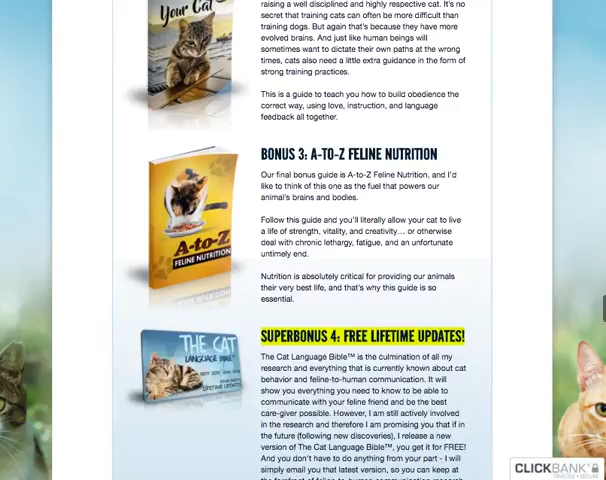 Your Cat
raising a well disciplined and highly respective cat. It's no
secret that training cats can often be more difficult than
training dogs. But again that's because they have more
evolved brains. And just like human beings will
sometimes want to dictate their own paths at the wrong
times, cats also need a little extra guidance in the form of
strong training practices.
This is a guide to teach you how to build obedience the
correct way, using love, instruction, and language
feedback all together.
BONUS 3: A-TO-Z FELINE NUTRITION
Our final bonus guide is A-to-Z Feline Nutrition, and I'd
like to think of this one as the fuel that powers our
animal's brains and bodies.
Follow this guide and you'll literally allow your cat to live
a life of strength, vitality, and creativity… or otherwise
deal with chronic lethargy, fatigue, and an unfortunate
untimely end.
Nutrition is absolutely critical for providing our animals
their very best life, and that's why this guide is so
essential.
A-to-Z
FELINE NUTRITION
SUPERBONUS 4: FREE LIFETIME UPDATES!
THE CAT
LANGUAGE BIBLE™
LIFETIME UPDATES
The Cat Language Bible™ is the culmination of all my
research and everything that is currently known about cat
behavior and feline-to-human communication. It will
show you everything you need to know to be able to
communicate with your feline friend and be the best
care-giver possible. However, I am still actively involved
in the research and therefore I am promising you that if in
the future (following new discoveries), I release a new
version of The Cat Language Bible™, you get it for FREE!
And you don't have to do anything from your part - I will
simply email you that latest version, so you can keep at
the forefront of feline-to-human communication research
CLICKBANK